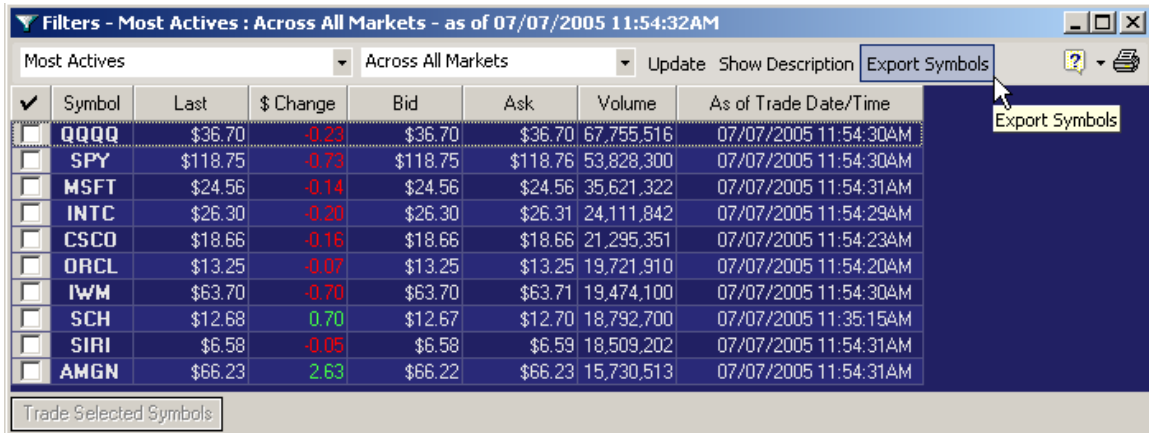 Filters - Most Actives : Across All Markets - as of 07/07/2005 11:54:32AM
Most Actives Across All Markets Update Show Description Export Symbols ?
Symbol Last $ Change Bid Ask Volume As of Trade Date/Time
Export Symbols
QQQQ $36.70 -0.23 $36.70 $36.70 67,755,516 07/07/2005 11:54:30AM
SPY $118.75 -0.73 $118.75 $118.76 53,828,300 07/07/2005 11:54:30AM
MSFT $24.56 -0.14 $24.56 $24.56 35,621,322 07/07/2005 11:54:31AM
INTC $26.30 -0.20 $26.30 $26.31 24,111,842 07/07/2005 11:54:29AM
CSCO $18.66 -0.16 $18.66 $18.66 21,295,351 07/07/2005 11:54:23AM
ORCL $13.25 -0.07 $13.25 $13.25 19,721,910 07/07/2005 11:54:20AM
IWM $63.70 -0.70 $63.70 $63.71 19,474,100 07/07/2005 11:54:30AM
SCH $12.68 0.70 $12.67 $12.70 18,792,700 07/07/2005 11:35:15AM
SIRI $6.58 -0.05 $6.58 $6.59 18,509,202 07/07/2005 11:54:31AM
AMGN $66.23 2.63 $66.22 $66.23 15,730,513 07/07/2005 11:54:31AM
Trade Selected Symbols